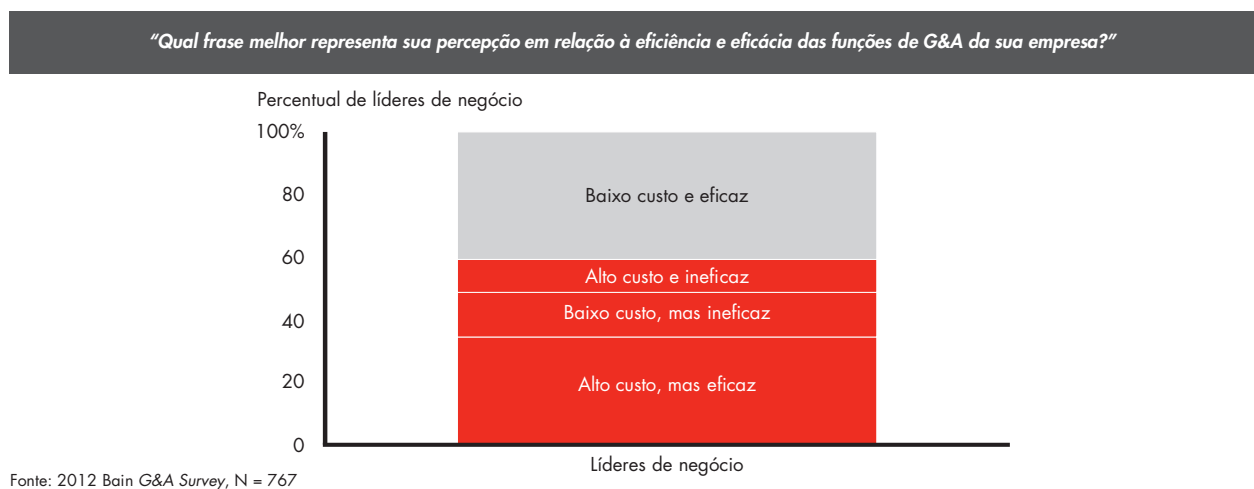 “Qual frase melhor representa sua percepção em relação à eficiência e eficácia das funções de G&A da sua empresa?”
Percentual de líderes de negócio
100%
80
60
40
20
0
Baixo custo e eficaz
Alto custo e ineficaz
Baixo custo, mas ineficaz
Alto custo, mas eficaz
Líderes de negócio
Fonte: 2012 Bain G&A Survey, N = 767